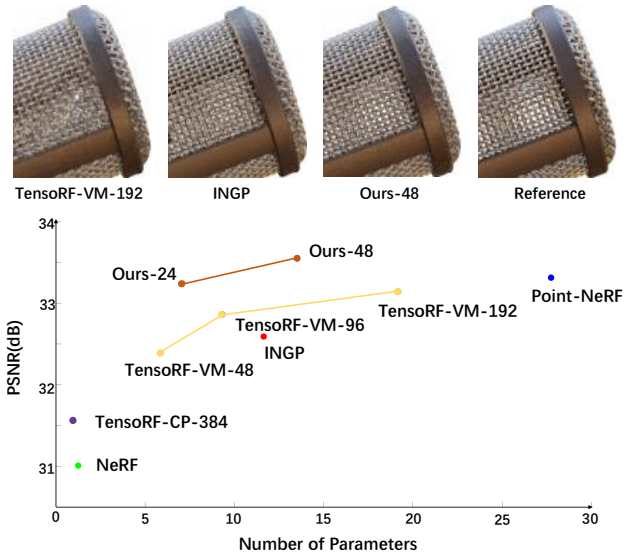 TensoRF-VM-192 INGP Ours-48 Reference
34
Ours-48
Ours-24
33
Point-NeRF
TensoRF-VM-192
TensoRF-VM-96
INGP
TensoRF-VM-48
PSNR(dB)
32
TensoRF-CP-384
31
NeRF
0 5 10 15 20 25 30
Number of Parameters